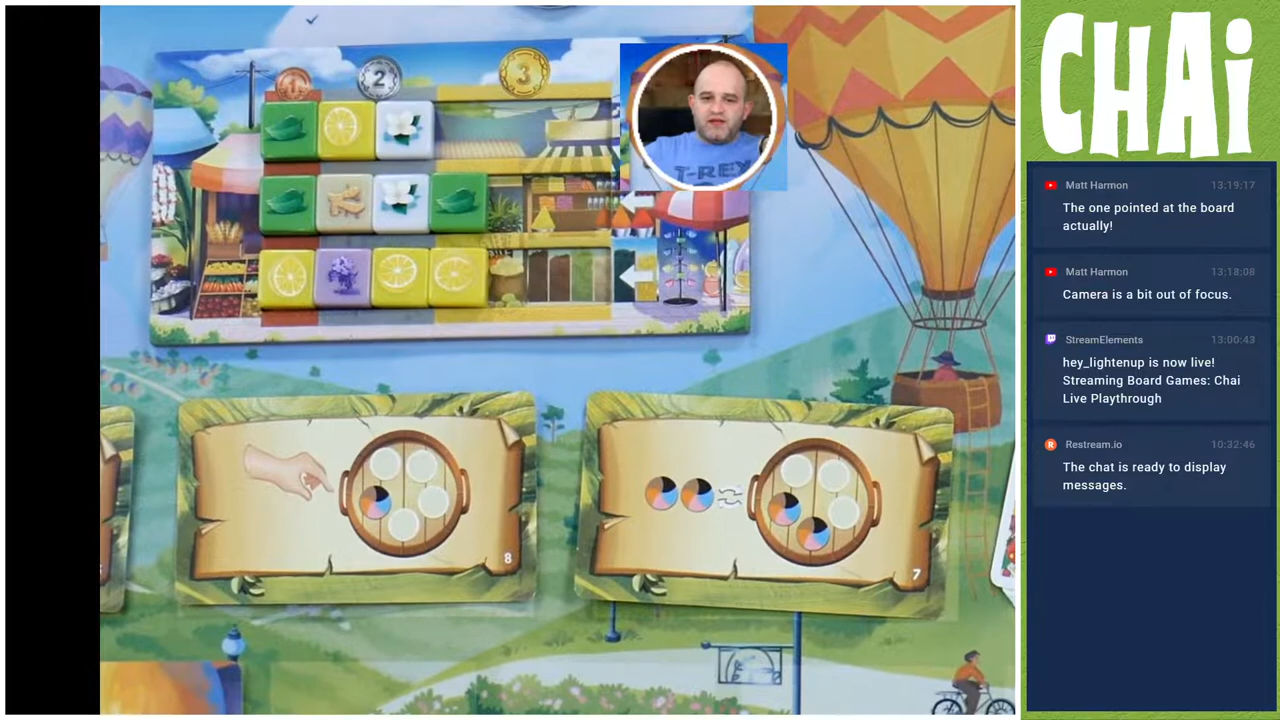 1
2
3
T-REX
8
7
CHAi
Matt Harmon 13:19:17
The one pointed at the board
actually!
Matt Harmon 13:18:08
Camera is a bit out of focus.
StreamElements 13:00:43
hey_lightenup is now live!
Streaming Board Games: Chai
Live Playthrough
Restream.io 10:32:46
The chat is ready to display
messages.